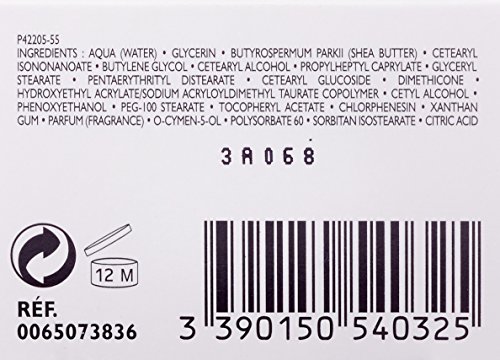 P42205-55
INGREDIENTS : AQUA (WATER) • GLYCERIN • BUTYROSPERMUM PARKII (SHEA BUTTER) • CETEARYL
ISONONANOATE • BUTYLENE GLYCOL • CETEARYL ALCOHOL • PROPYLHEPTYL CAPRYLATE • GLYCERYL
STEARATE • PENTAERYTHRITYL DISTEARATE • CETEARYL GLUCOSIDE • DIMETHICONE •
HYDROXYETHYL ACRYLATE/SODIUM ACRYLOYLDIMETHYL TAURATE COPOLYMER • CETYL ALCOHOL •
PHENOXYETHANOL • PEG-100 STEARATE • TOCOPHERYL ACETATE • CHLORPHENESIN • XANTHAN
GUM • PARFUM (FRAGRANCE) • O-CYMEN-5-OL • POLYSORBATE 60 • SORBITAN ISOSTEARATE • CITRIC ACID
3A068
12 M
RÉF.
0065073836
3 390150 540325